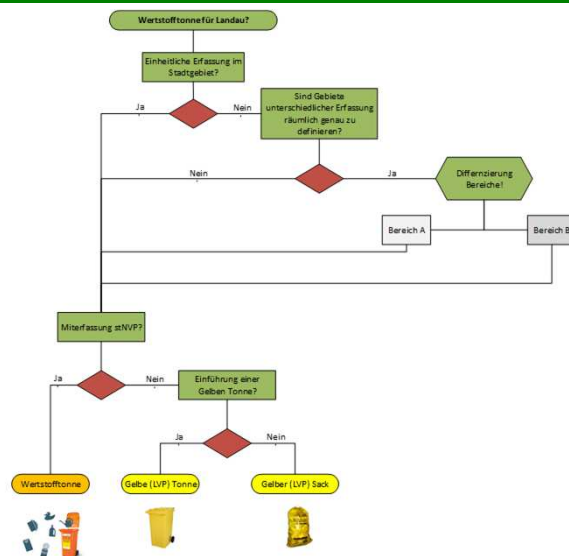 Wertstofftonne für Landau?
Einheitliche Erfassung im
Stadtgebiet?
Ja
Nein
Sind Gebiete
unterschiedlicher Erfassung
räumlich genau zu
definieren?
Nein
Ja
Differnzierung
Bereiche!
Bereich A
Bereich B
Miterfassung stNVP?
Ja
Nein
Einführung einer
Gelben Tonne?
Ja
Nein
Wertstofftonne
Gelbe (LVP) Tonne
Gelber (LVP) Sack